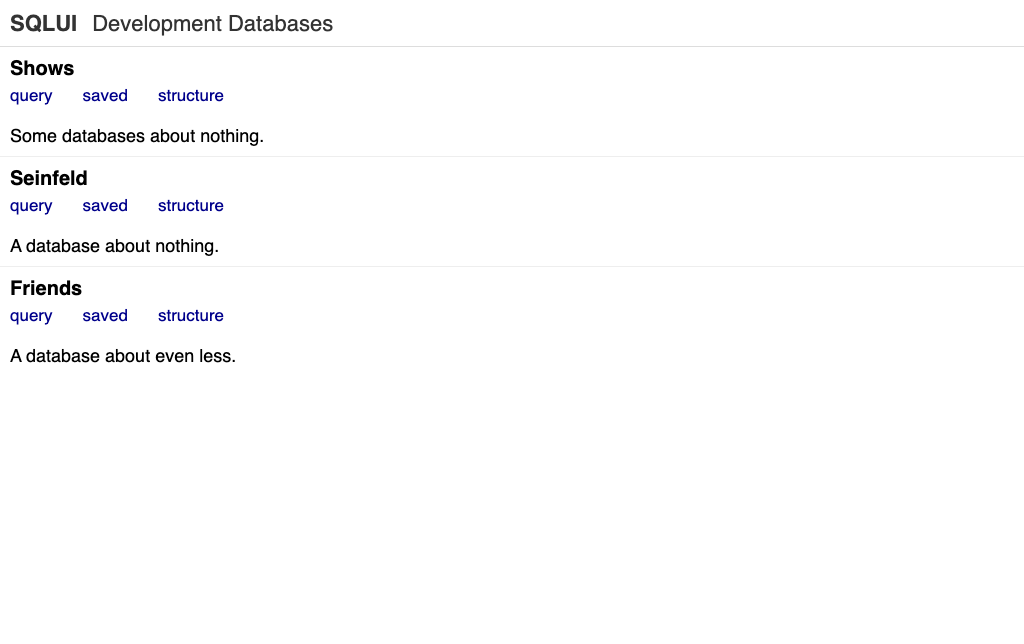 SQLUI Development Databases
Shows
query saved structure
Some databases about nothing.
Seinfeld
query saved structure
A database about nothing.
Friends
query saved structure
A database about even less.